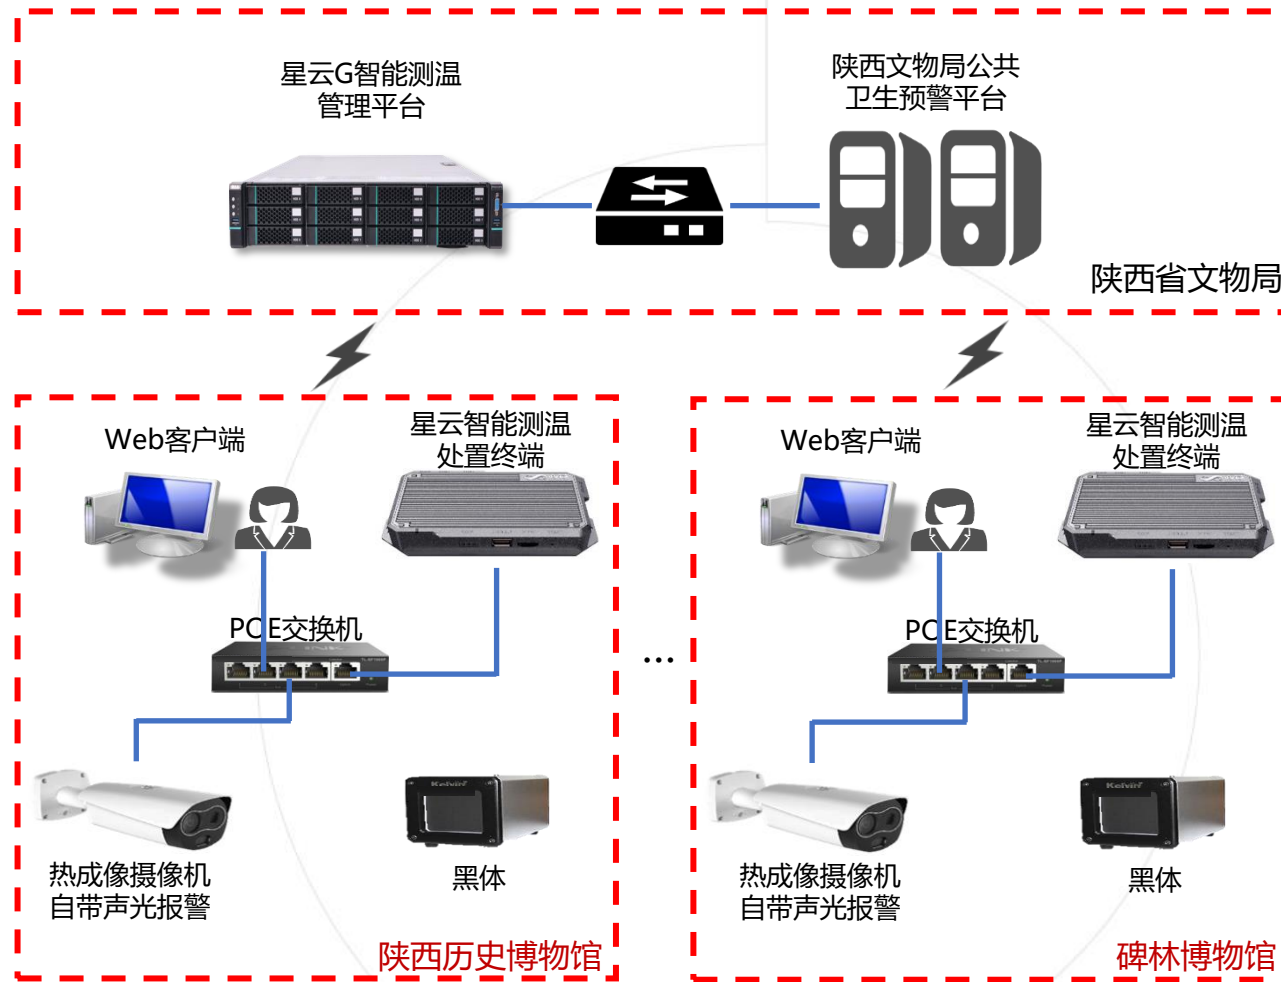 星云G智能测温
管理平台
陕西文物局公共
卫生预警平台
陕西省文物局
Web客户端
星云智能测温
处置终端
POE交换机
热成像摄像机
自带声光报警
Kelvin
黑体
陕西历史博物馆
...
Web客户端
星云智能测温
处置终端
POE交换机
热成像摄像机
自带声光报警
Kelvin
黑体
碑林博物馆